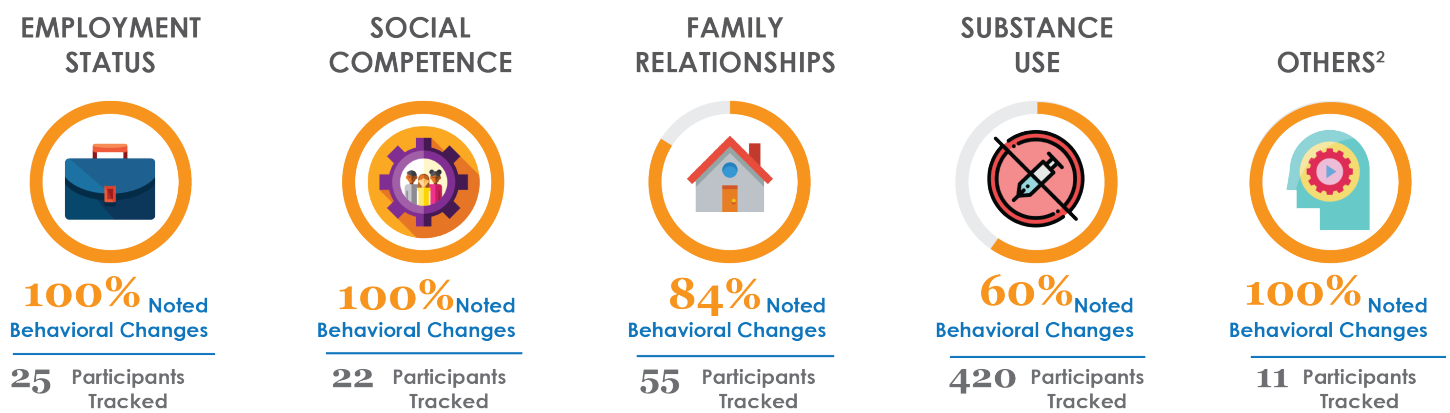 EMPLOYMENT
STATUS
100% Noted
Behavioral Changes
25 Participants
Tracked
SOCIAL
COMPETENCE
100% Noted
Behavioral Changes
22 Participants
Tracked
FAMILY
RELATIONSHIPS
84% Noted
Behavioral Changes
55 Participants
Tracked
SUBSTANCE
USE
60% Noted
Behavioral Changes
420 Participants
Tracked
OTHERS²
100% Noted
Behavioral Changes
11 Participants
Tracked